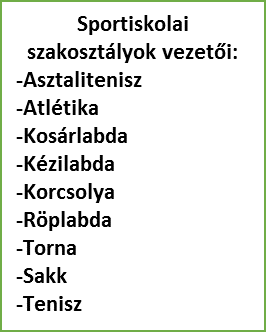 Sportiskolai
szakosztályok vezetői:
-Asztalitenisz
-Atlétika
-Kosárlabda
-Kézilabda
-Korcsolya
-Röplabda
-Torna
-Sakk
-Tenisz